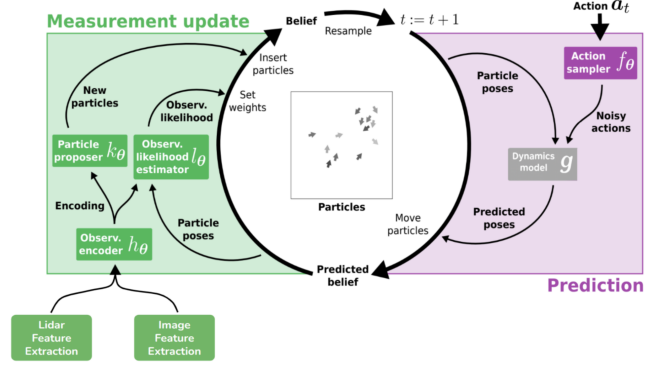 Measurement update
Belief
Resample
t := t + 1
Action a_t
Insert
particles
Set
weights
New
particles
Observ.
likelihood
Particle
proposer k_θ
Observ.
likelihood
estimator l_θ
Encoding
Particle
poses
Observ.
encoder h_θ
Particles
Particle
poses
Action
sampler f_θ
Noisy
actions
Dynamics
model g
Move
particles
Predicted
poses
Predicted
belief
Prediction
Lidar
Feature
Extraction
Image
Feature
Extraction